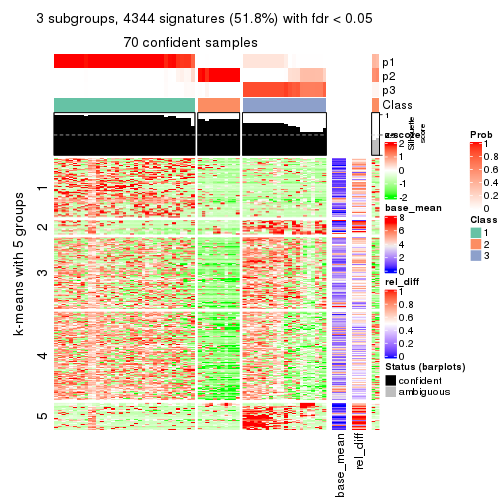 3 subgroups, 4344 signatures (51.8%) with fdr < 0.05
70 confident samples
p1
p2
p3
Class
1
Silhouette
score
k-means with 5 groups
1
2
3
4
5
base_mean
rel_diff
z-score
2
1
-2
base_mean
8
6
4
2
0
rel_diff
1
0.8
0.6
0.4
0.2
0
Status (barplots)
confident
ambiguous
Prob
1
0.8
0.6
0.4
0.2
0
Class
1
2
3